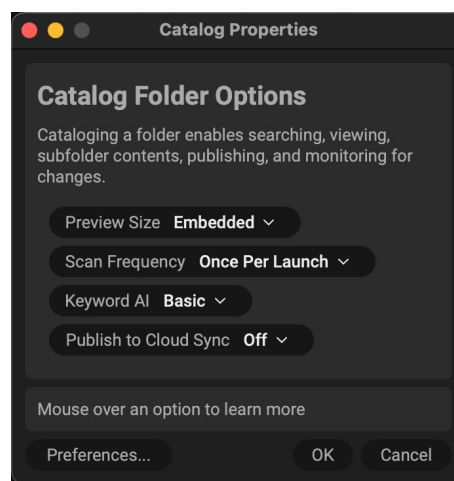 Catalog Properties
Catalog Folder Options
Cataloging a folder enables searching, viewing,
subfolder contents, publishing, and monitoring for
changes.
Preview Size Embedded
Scan Frequency Once Per Launch
Keyword AI Basic
Publish to Cloud Sync Off
Mouse over an option to learn more
Preferences... OK Cancel